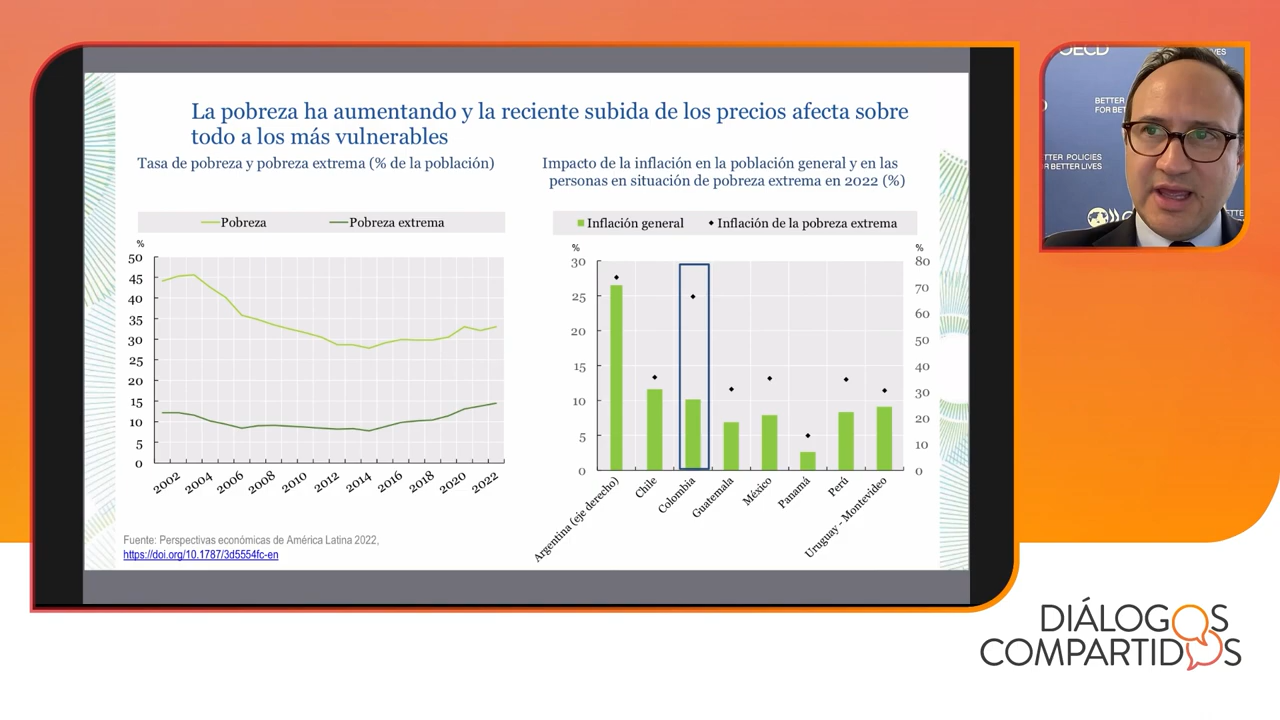 La pobreza ha aumentando y la reciente subida de los precios afecta sobre
todo a los más vulnerables
Tasa de pobreza y pobreza extrema (% de la población)
Pobreza
Pobreza extrema
%
50
45
40
35
30
25
20
15
10
5
0
2002
2004
2006
2008
2010
2012
2014
2016
2018
2020
2022
Impacto de la inflación en la población general y en las
personas en situación de pobreza extrema en 2022 (%)
Inflación general
Inflación de la pobreza extrema
%
30
25
20
15
10
5
0
%
80
70
60
50
40
30
20
10
0
Argentina (eje derecho)
Chile
Colombia
Guatemala
México
Panamá
Perú
Uruguay - Montevideo
Fuente: Perspectivas económicas de América Latina 2022,
https://doi.org/10.1787/3d5554fc-en
OECD
LIVES
BETTER
FOR BE
TTER POLICIES
R BETTER LIVES
BETTE
DIÁLOGOS
COMPARTIDOS